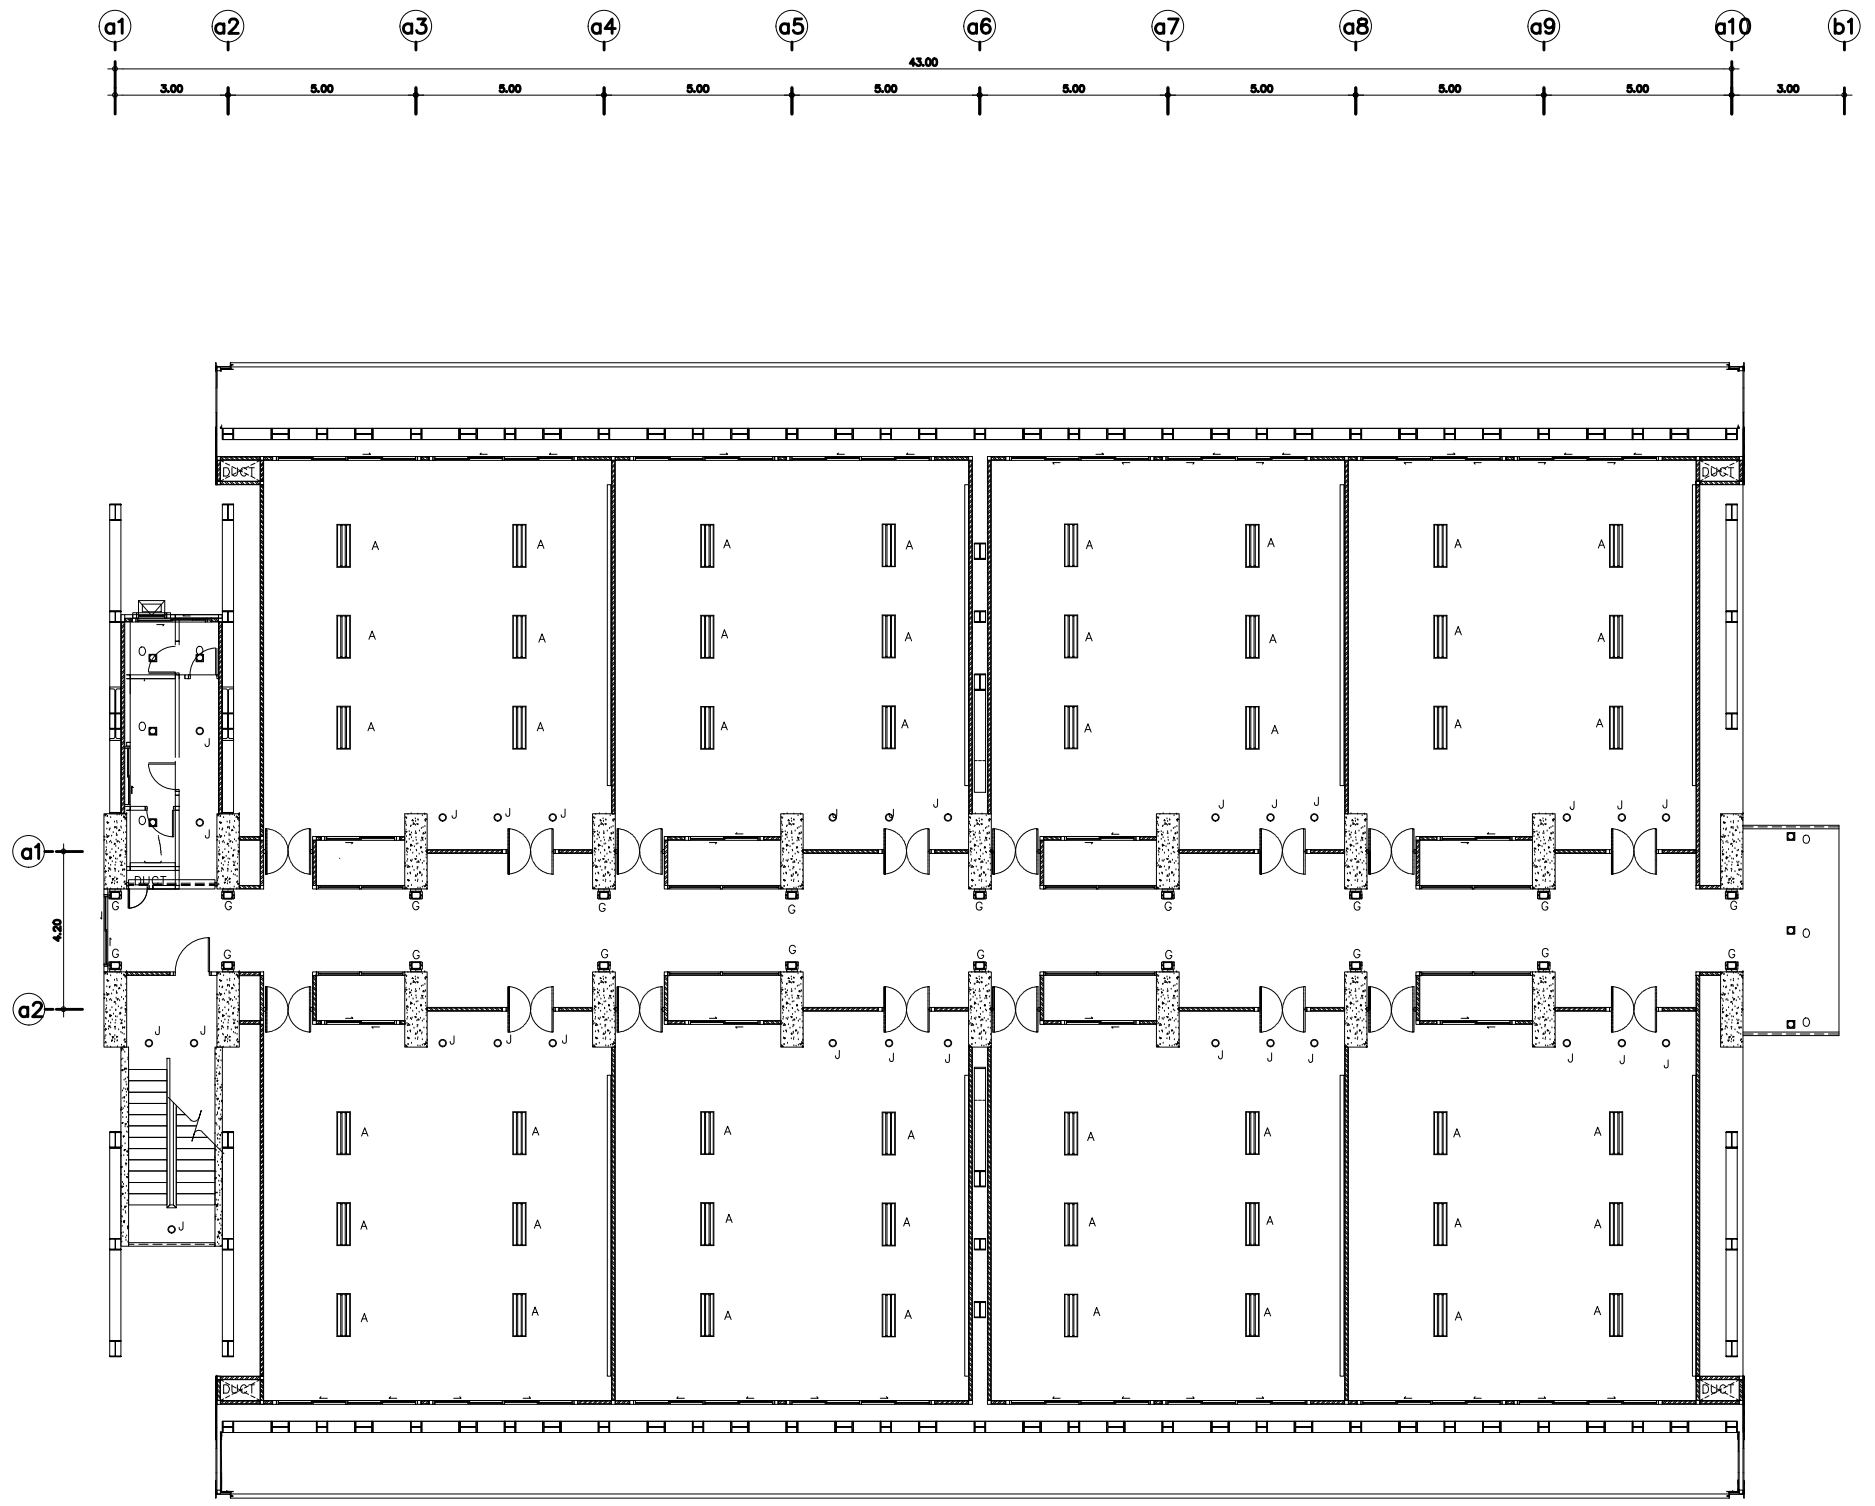 a1 a2 a3 a4 a5 a6 a7 a8 a9 a10 b1
43.00
3.00 5.00 5.00 5.00 5.00 5.00 5.00 5.00 5.00 3.00
DUCT DUCT
A A A A A A A A
O O
A A A A A A A A
O J
A A A A A A A A
J J J J J J J J J J J J
O J
O
a1
DUCT
G G G G G G G G G G
4.20
O
G G G G G G G G G G
a2
O
J J J J J J J J J J J J J J
A A A A A A A A
A A A A A A A A
J
A A A A A A A A
DUCT DUCT